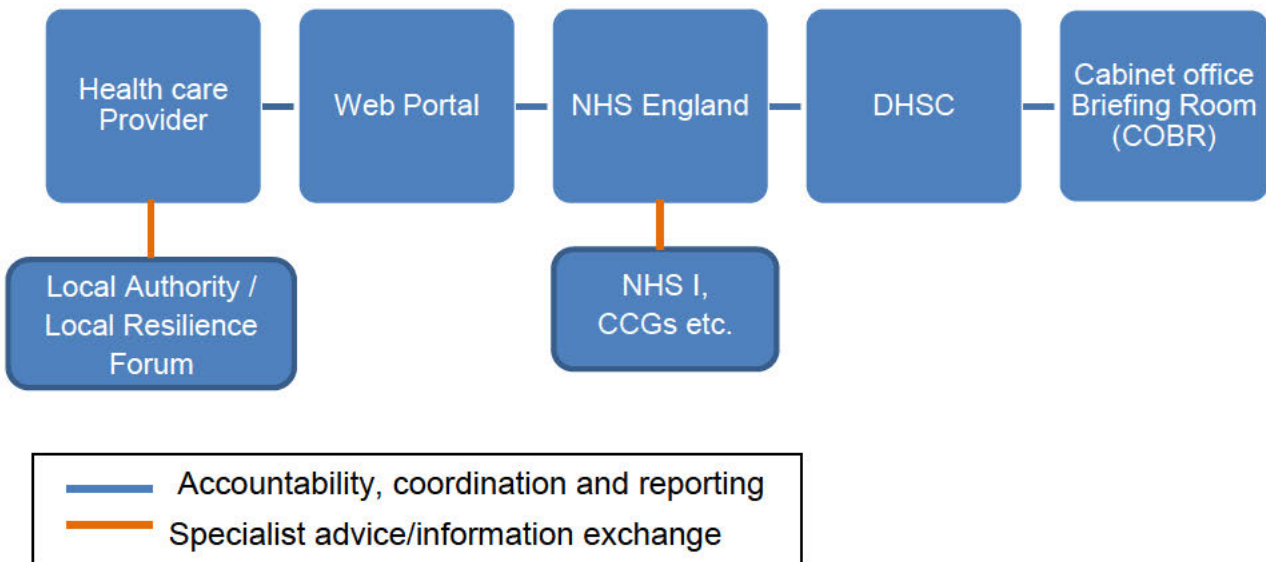 Health care
Provider
Web Portal
NHS England
DHSC
Cabinet office
Briefing Room
(COBR)
Local Authority /
Local Resilience
Forum
NHS I,
CCGs etc.
Accountability, coordination and reporting
Specialist advice/information exchange